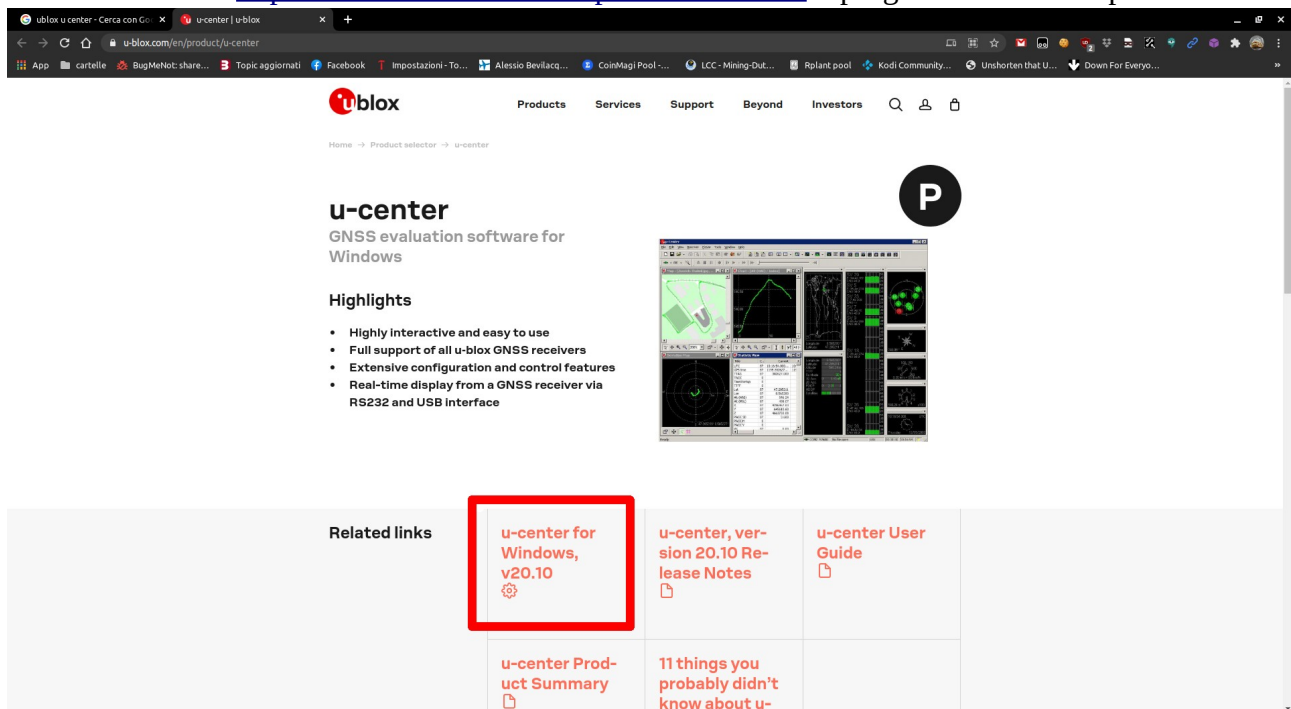 ublox u center - Cerca con Go
u-center | u-blox
u-blox.com/en/product/u-center
App
cartelle
BugMeNot: share...
Topic aggiornati
Facebook
Impostazioni - To...
Alessio Bevilacq...
CoinMagi Pool -...
LCC - Mining-Dut...
Rplant pool
Kodi Community...
Unshorten that U...
Down For Everyo...
»
ublox
Products
Services
Support
Beyond
Investors
Home → Product selector → u-center
P
u-center
GNSS evaluation software for
Windows
Highlights
• Highly interactive and easy to use
• Full support of all u-blox GNSS receivers
• Extensive configuration and control features
• Real-time display from a GNSS receiver via
RS232 and USB interface
Related links
u-center for
Windows,
v20.10
u-center, ver-
sion 20.10 Re-
lease Notes
u-center User
Guide
u-center Prod-
uct Summary
11 things you
probably didn't
know about u-